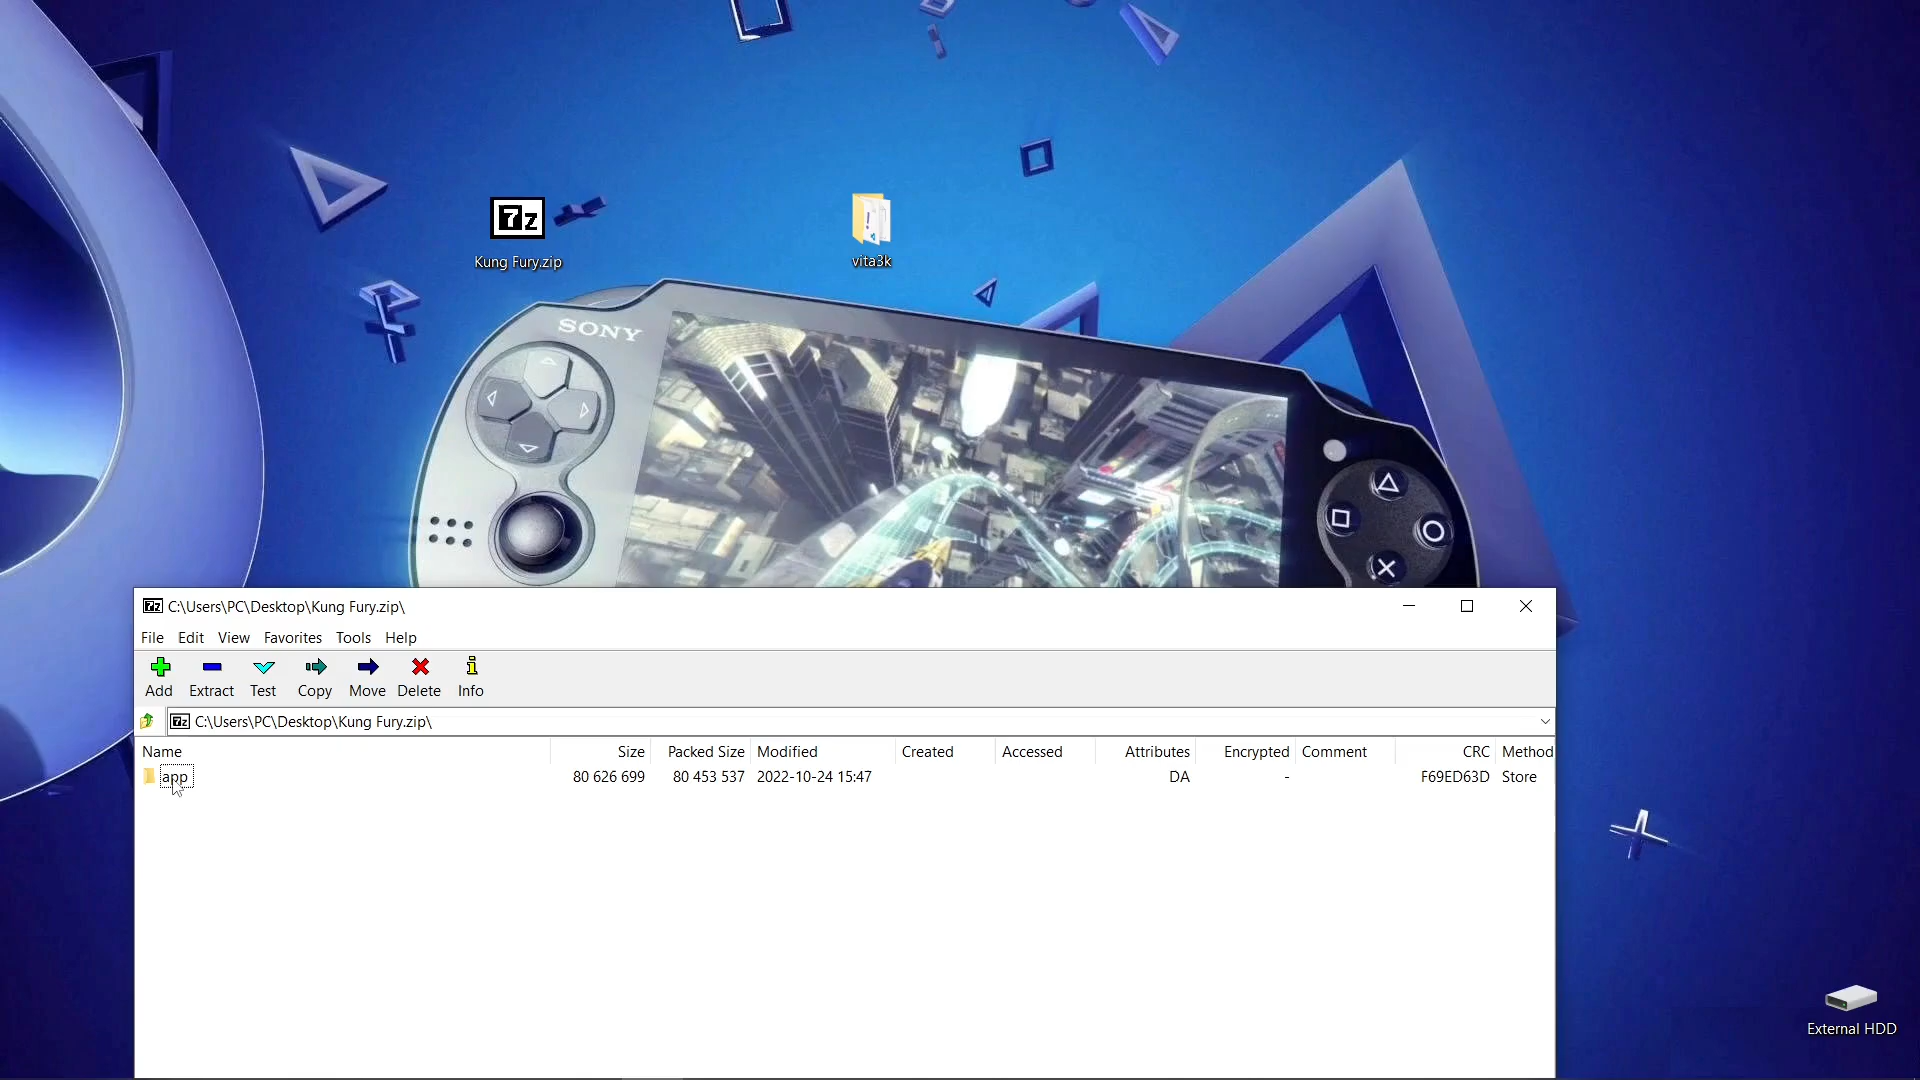 Kung Fury.zip
vita3k
SONY
C:\Users\PC\Desktop\Kung Fury.zip\
File Edit View Favorites Tools Help
Add Extract Test Copy Move Delete Info
C:\Users\PC\Desktop\Kung Fury.zip\
Name Size Packed Size Modified Created Accessed Attributes Encrypted Comment CRC Method
app 80 626 699 80 453 537 2022-10-24 15:47 DA - F69ED63D Store
External HDD